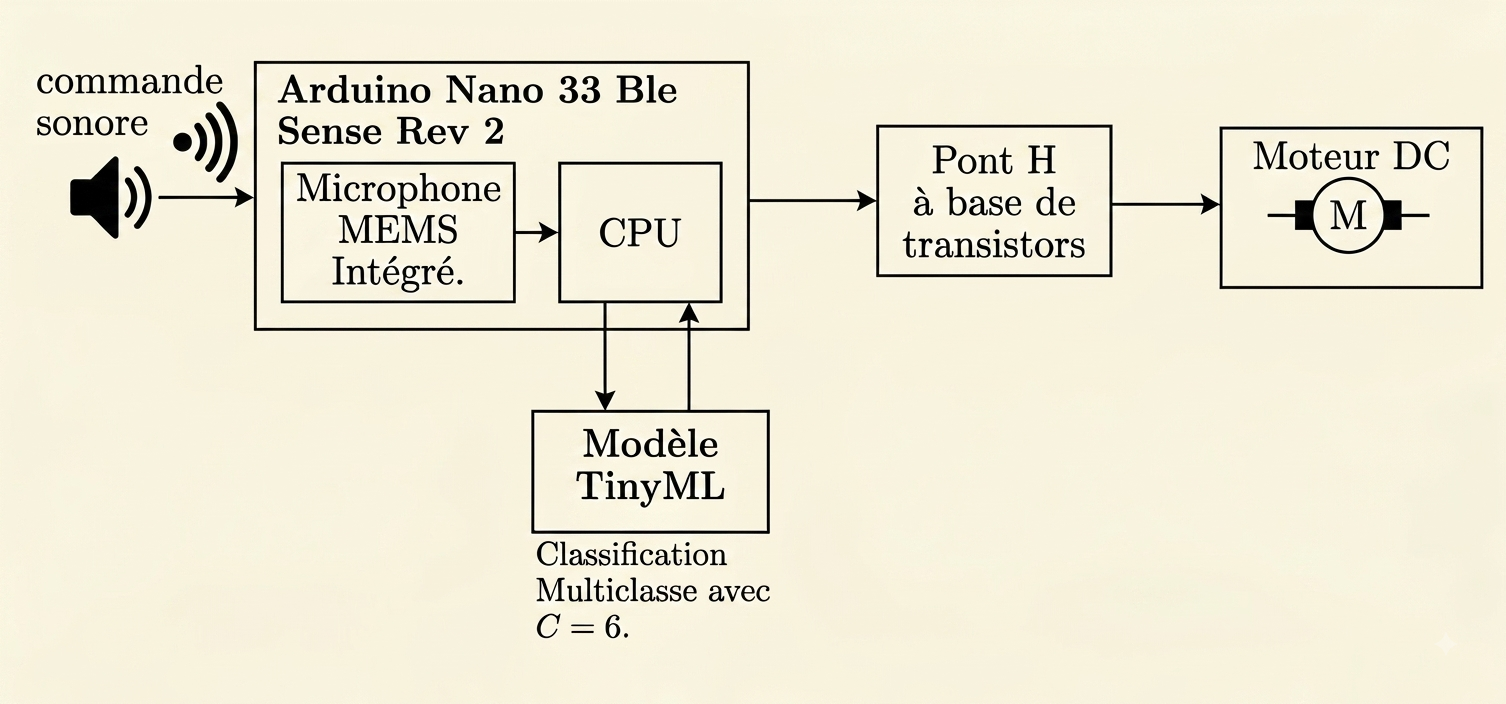 commande
sonore
Arduino Nano 33 Ble
Sense Rev 2
Microphone
MEMS
Intégré.
CPU
Pont H
à base de
transistors
Moteur DC
M
Modèle
TinyML
Classification
Multiclasse avec
C = 6.